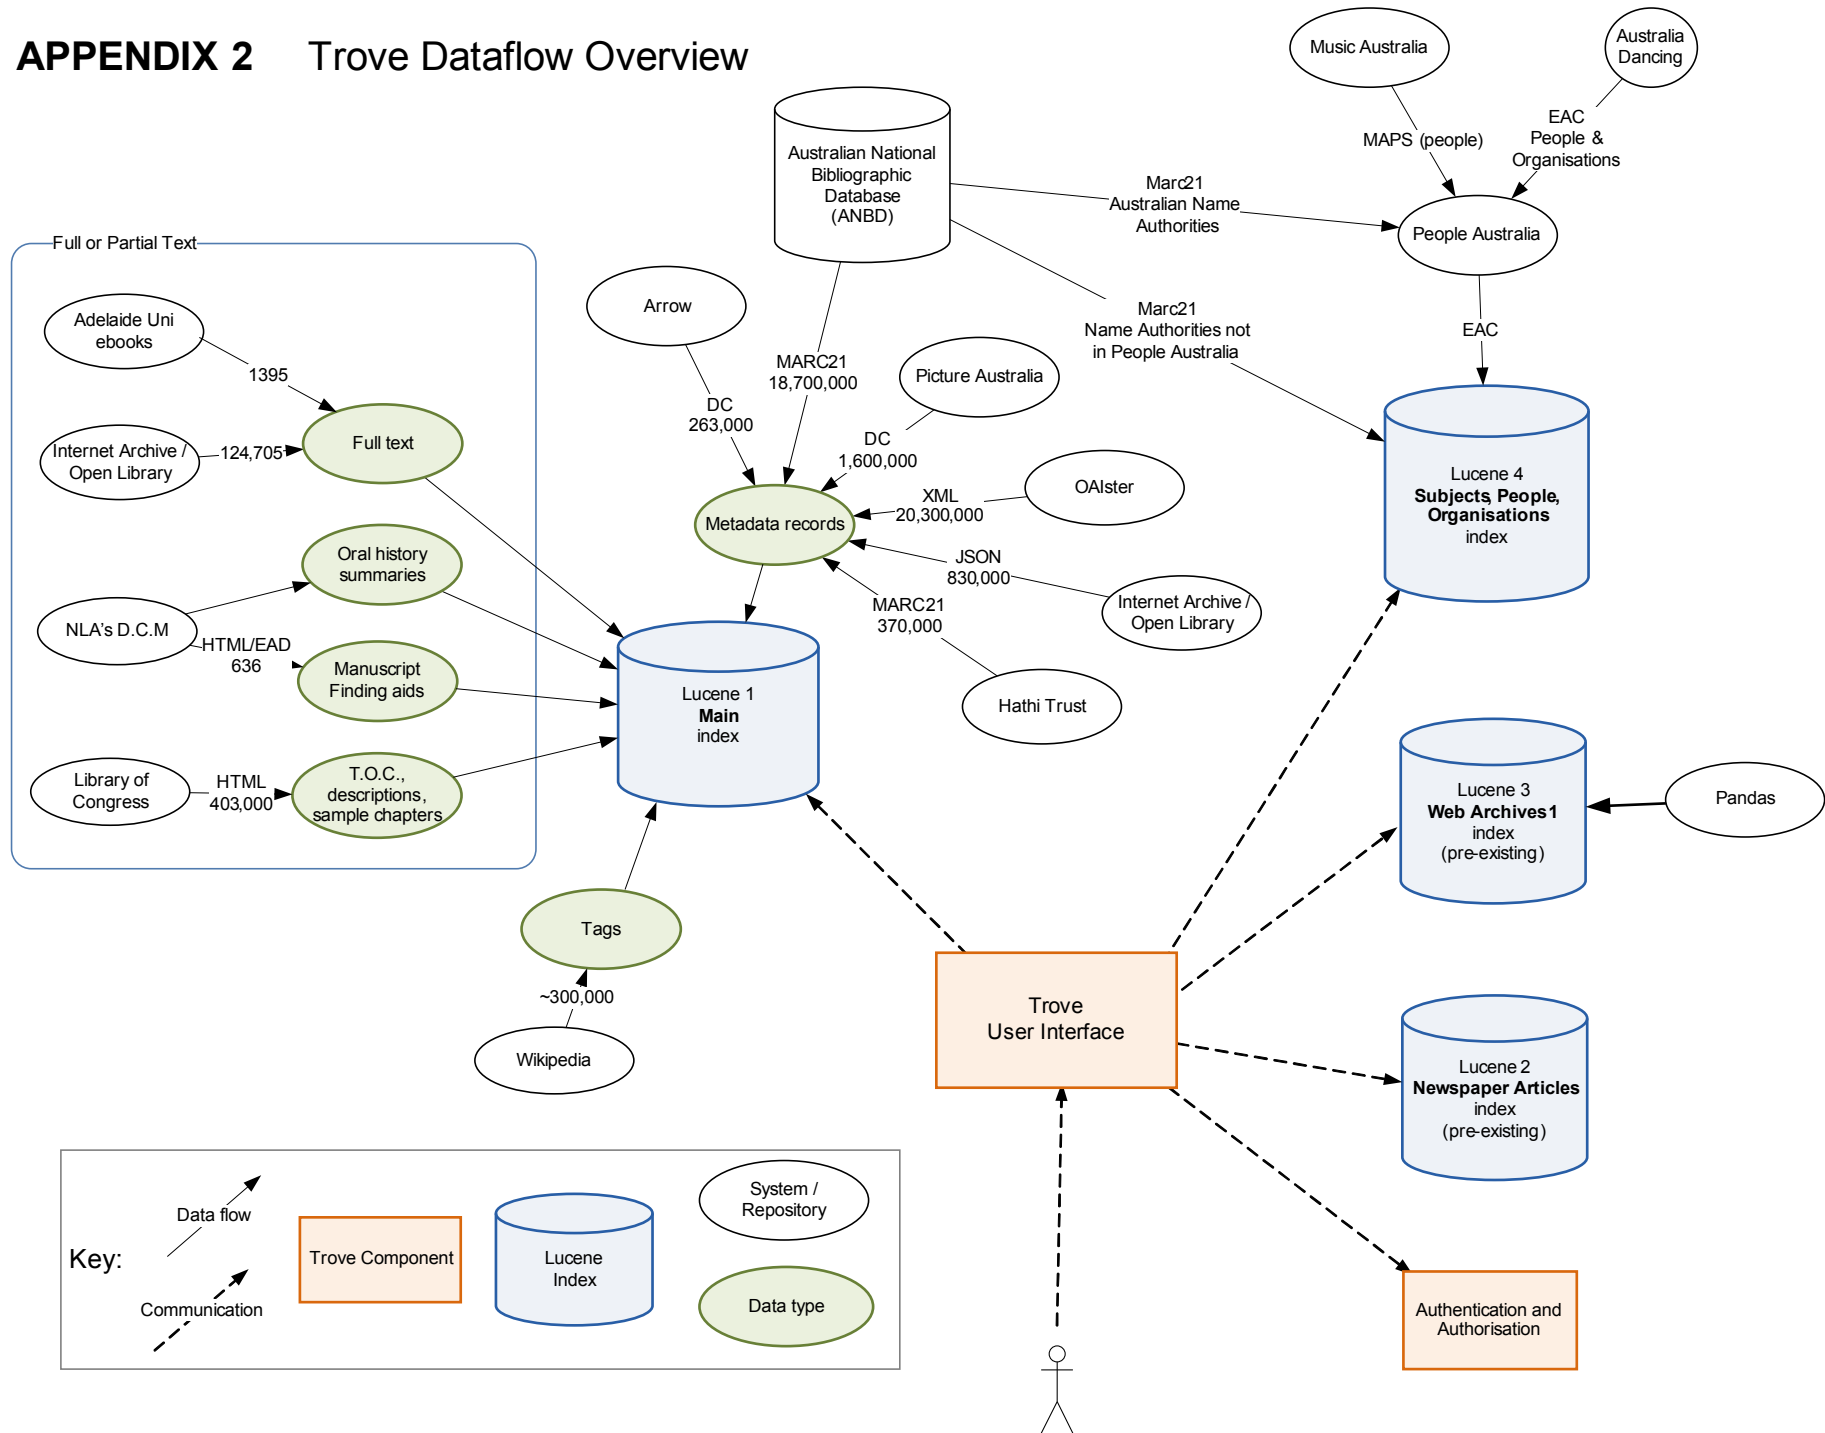 APPENDIX 2 Trove Dataflow Overview
Music Australia
Australia
Dancing
MAPS (people)
EAC
People &
Organisations
Australian National
Bibliographic
Database
(ANBD)
Marc21
Australian Name
Authorities
People Australia
Marc21
Name Authorities not
in People Australia
EAC
Full or Partial Text
Adelaide Uni
ebooks
1395
Internet Archive /
Open Library
124,705
Full text
NLA's D.C.M
Oral history
summaries
HTML/EAD
636
Manuscript
Finding aids
Library of
Congress
HTML
403,000
T.O.C.,
descriptions,
sample chapters
Arrow
DC
263,000
MARC21
18,700,000
Picture Australia
DC
1,600,000
OAIster
XML
20,300,000
Metadata records
JSON
830,000
Internet Archive /
Open Library
MARC21
370,000
Hathi Trust
Lucene 1
Main
index
Lucene 4
Subjects, People,
Organisations
index
Lucene 3
Web Archives1
index
(pre-existing)
Pandas
Tags
~300,000
Wikipedia
Trove
User Interface
Lucene 2
Newspaper Articles
index
(pre-existing)
Authentication and
Authorisation
Key:
Data flow
Communication
Trove Component
Lucene
Index
System /
Repository
Data type